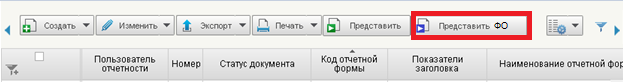 Создать Изменить Экспорт Печать Представить Представить ФО
Пользователь отчетности Номер Статус документа Код отчетной формы Показатели заголовка Наименование отчетной фор